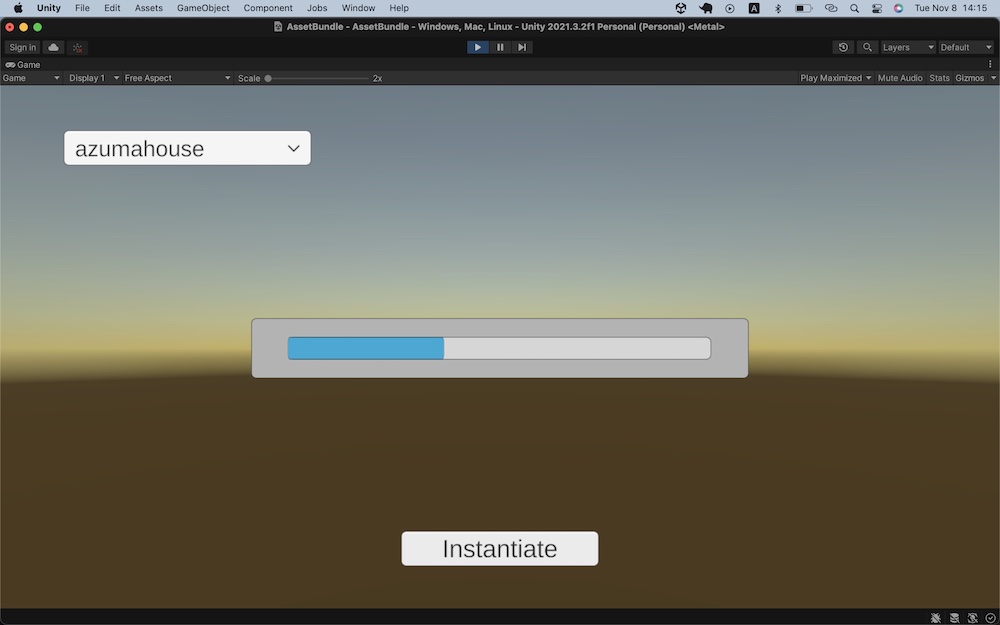 Unity File Edit Assets GameObject Component Jobs Window Help A Tue Nov 8 14:15
AssetBundle - AssetBundle - Windows, Mac, Linux - Unity 2021.3.2f1 Personal (Personal) <Metal>
Sign in Layers Default
Game
Game Display 1 Free Aspect Scale 2x Play Maximized Mute Audio Stats Gizmos
azumahouse
Instantiate